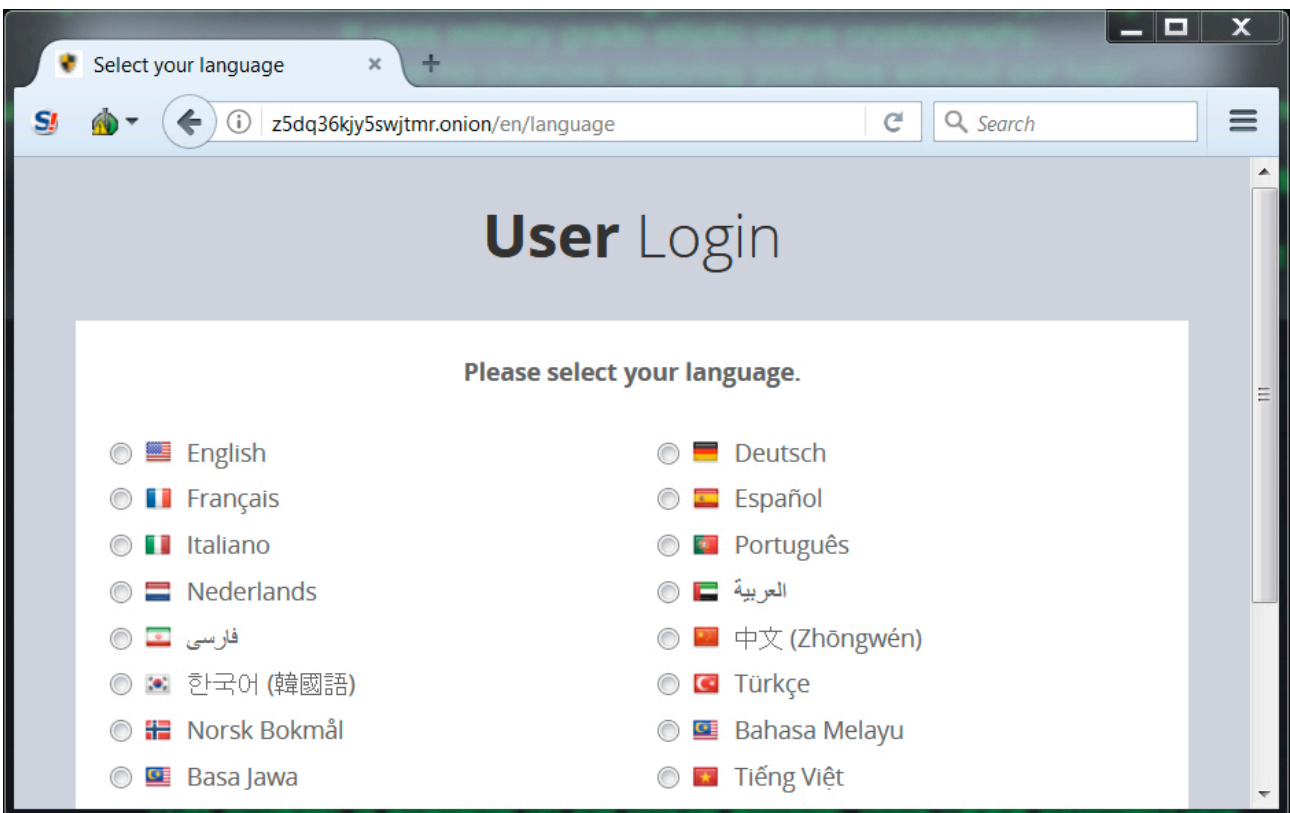 Select your language
z5dq36kjy5swjtmr.onion/en/language
Search
User Login
Please select your language.
English
Deutsch
Français
Español
Italiano
Português
Nederlands
العربية
فارسی
中文 (Zhōngwén)
한국어 (韓國語)
Türkçe
Norsk Bokmål
Bahasa Melayu
Basa Jawa
Tiếng Việt